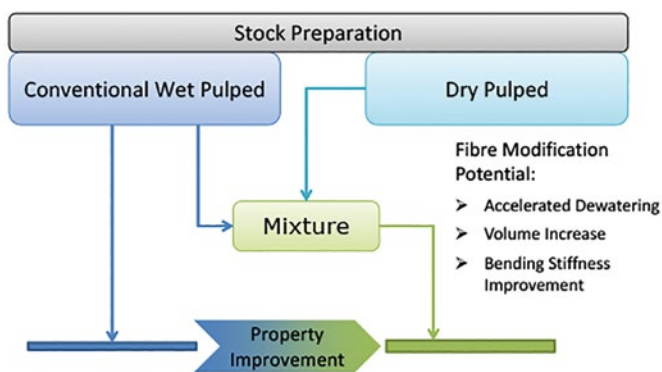 Stock Preparation
Conventional Wet Pulped
Dry Pulped
Fibre Modification
Potential:
➢ Accelerated Dewatering
➢ Volume Increase
➢ Bending Stiffness
Improvement
Mixture
Property
Improvement